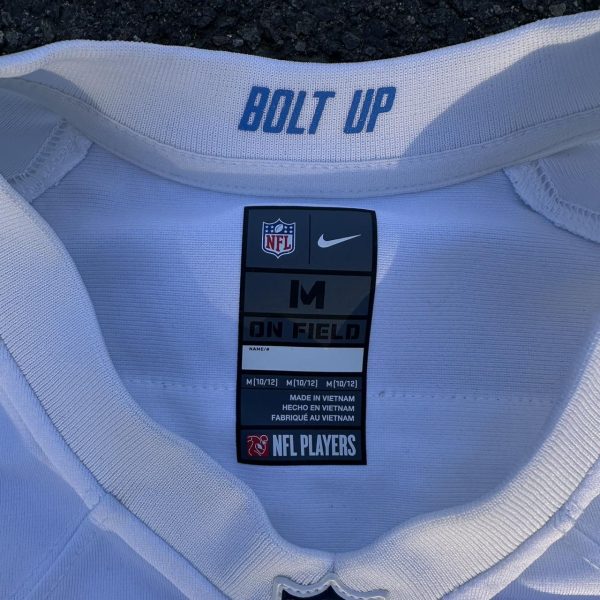 BOLT UP
NFL
M
ON FIELD
NAME/#
M (10/12) M (10/12) M (10/12)
MADE IN VIETNAM
HECHO EN VIETNAM
FABRIQUÉ AU VIETNAM
NFL PLAYERS